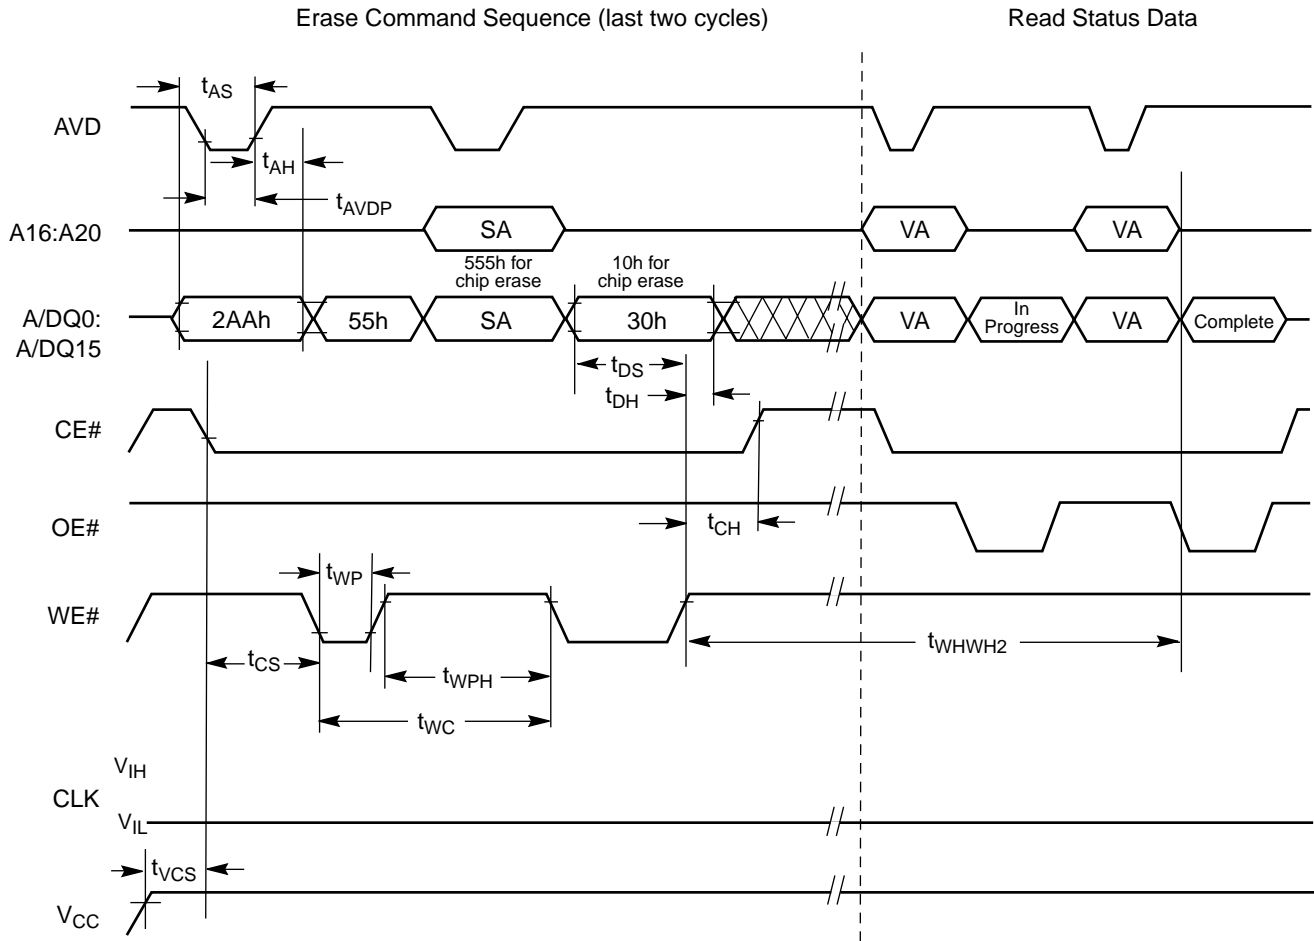 Erase Command Sequence (last two cycles)
Read Status Data
tAS
AVD
tAH
tAVDP
A16:A20
SA
VA
VA
555h for
chip erase
10h for
chip erase
A/DQ0:
A/DQ15
2AAh
55h
SA
30h
VA
In
Progress
VA
Complete
tDS
tDH
CE#
OE#
tCH
tWP
WE#
tWHWH2
tCS
tWPH
tWC
VIH
CLK
VIL
tVCS
VCC